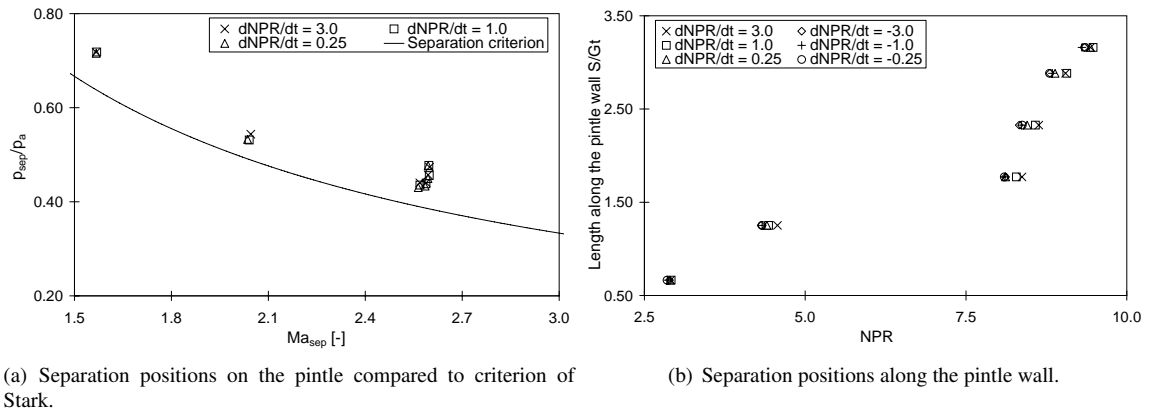 0.80
0.60
0.40
0.20
p_sep/p_a
× dNPR/dt = 3.0
□ dNPR/dt = 1.0
△ dNPR/dt = 0.25
— Separation criterion
1.5
1.8
2.1
2.4
2.7
3.0
Ma_sep [-]
(a) Separation positions on the pintle compared to criterion of
Stark.
3.50
2.50
1.50
0.50
Length along the pintle wall S/Gt
× dNPR/dt = 3.0
◇ dNPR/dt = -3.0
□ dNPR/dt = 1.0
+ dNPR/dt = -1.0
△ dNPR/dt = 0.25
○ dNPR/dt = -0.25
2.5
5.0
7.5
10.0
NPR
(b) Separation positions along the pintle wall.